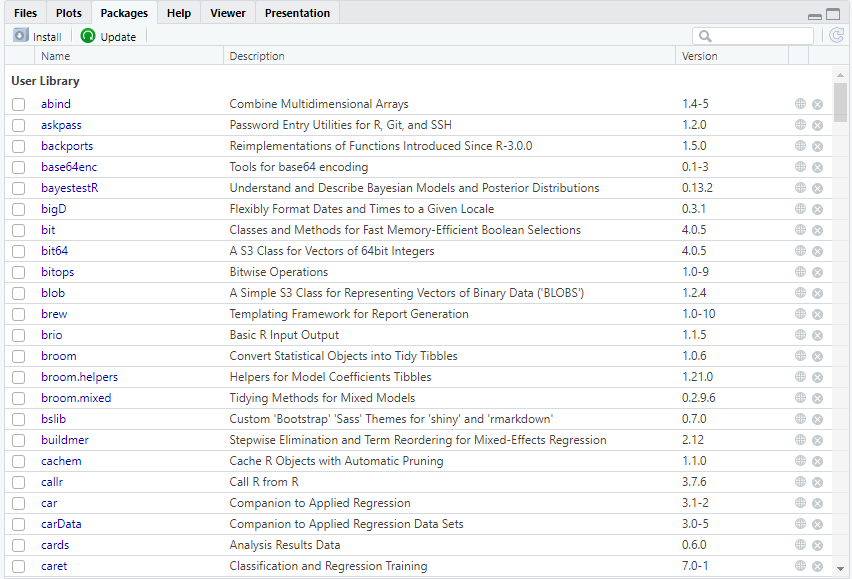 Files Plots Packages Help Viewer Presentation
Install Update
Name Description Version
User Library
abind Combine Multidimensional Arrays 1.4-5
askpass Password Entry Utilities for R, Git, and SSH 1.2.0
backports Reimplementations of Functions Introduced Since R-3.0.0 1.5.0
base64enc Tools for base64 encoding 0.1-3
bayestestR Understand and Describe Bayesian Models and Posterior Distributions 0.13.2
bigD Flexibly Format Dates and Times to a Given Locale 0.3.1
bit Classes and Methods for Fast Memory-Efficient Boolean Selections 4.0.5
bit64 A S3 Class for Vectors of 64bit Integers 4.0.5
bitops Bitwise Operations 1.0-9
blob A Simple S3 Class for Representing Vectors of Binary Data ('BLOBS') 1.2.4
brew Templating Framework for Report Generation 1.0-10
brio Basic R Input Output 1.1.5
broom Convert Statistical Objects into Tidy Tibbles 1.0.6
broom.helpers Helpers for Model Coefficients Tibbles 1.21.0
broom.mixed Tidying Methods for Mixed Models 0.2.9.6
bslib Custom 'Bootstrap' 'Sass' Themes for 'shiny' and 'rmarkdown' 0.7.0
buildmer Stepwise Elimination and Term Reordering for Mixed-Effects Regression 2.12
cachem Cache R Objects with Automatic Pruning 1.1.0
callr Call R from R 3.7.6
car Companion to Applied Regression 3.1-2
carData Companion to Applied Regression Data Sets 3.0-5
cards Analysis Results Data 0.6.0
caret Classification and Regression Training 7.0-1